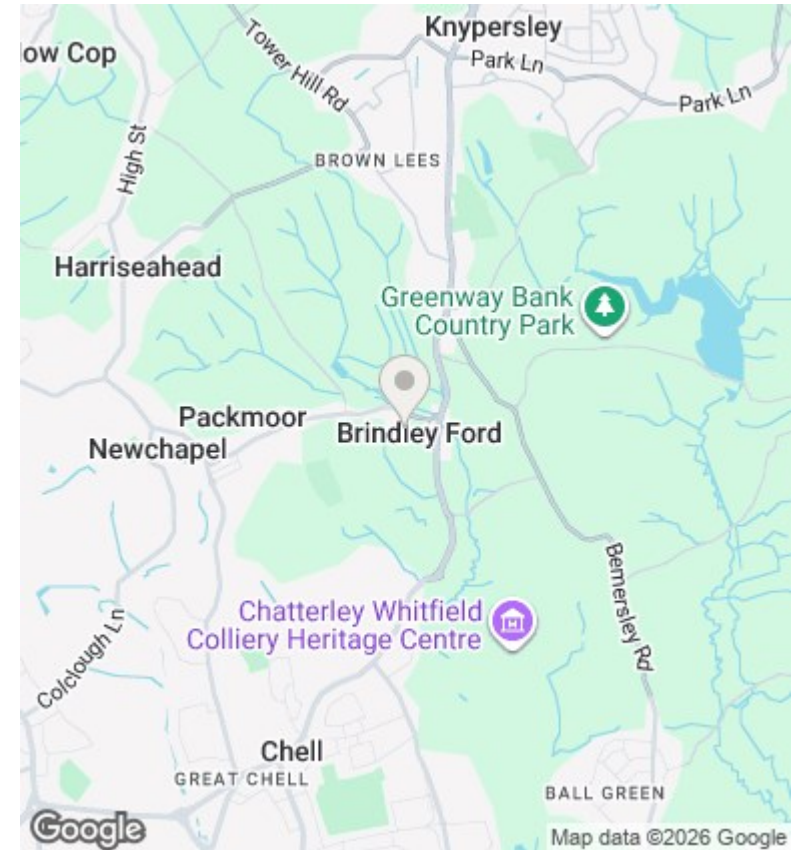 Knypersley
ow Cop
Tower Hill Rd
Park Ln
Park Ln
High St
BROWN LEES
Harriseahead
Greenway Bank
Country Park
Packmoor
Brindley Ford
Newchapel
Bemersley Rd
Chatterley Whitfield
Colliery Heritage Centre
Colclough Ln
Chell
GREAT CHELL
BALL GREEN
Google
Map data ©2026 Google